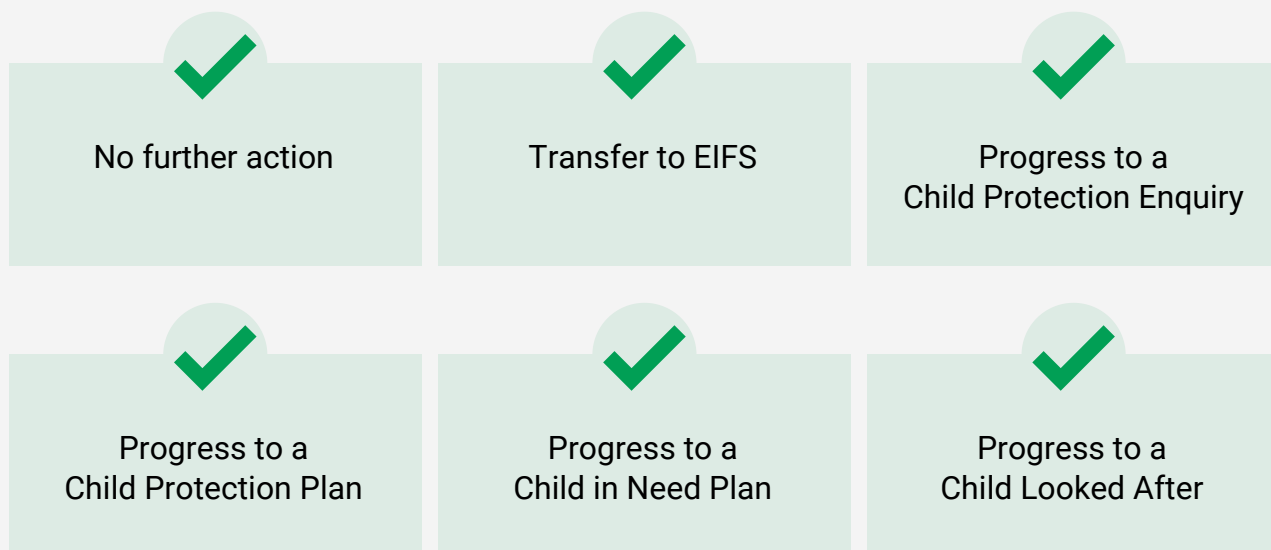 No further action
Transfer to EIFS
Progress to a
Child Protection Enquiry
Progress to a
Child Protection Plan
Progress to a
Child in Need Plan
Progress to a
Child Looked After